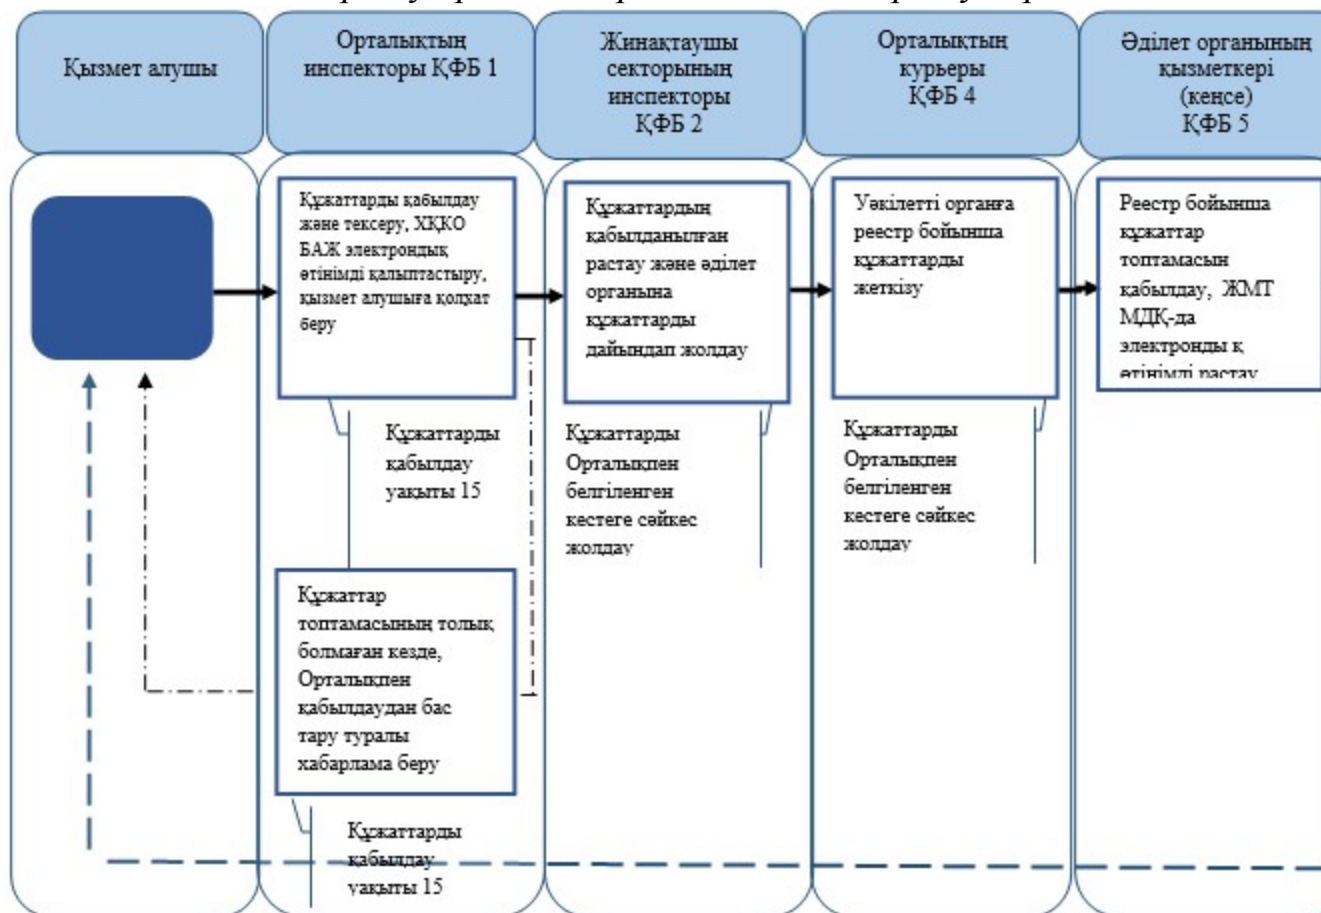 Қызмет алушы
Орталықтың
инспекторы ҚФБ 1
Жинақтаушы
секторының
инспекторы
ҚФБ 2
Орталықтың
курьеры
ҚФБ 4
Әділет органының
қызметкері
(кеңсе)
ҚФБ 5
Құжаттарды қабылдау
және тексеру, ХҚКО
БАЖ электрондық
өтінімді қалыптастыру,
қызмет алушыға қолхат
беру
Құжаттардың
қабылданылған
растау және әділет
органына
құжаттарды
дайындап жолдау
Уәкілетті органға
реестр бойынша
құжаттарды
жеткізу
Реестр бойынша
құжаттар
топтамасын
қабылдау, ЖМТ
МДҚ-да
электронды қ
өтінімді растау
Құжаттарды
қабылдау
уақыты 15
Құжаттарды
Орталықпен
белгіленген
кестеге сәйкес
жолдау
Құжаттарды
Орталықпен
белгіленген
кестеге сәйкес
жолдау
Құжаттар
топтамасының толық
болмаған кезде,
Орталықпен
қабылдаудан бас
тару туралы
хабарлама беру
Құжаттарды
қабылдау
уақыты 15